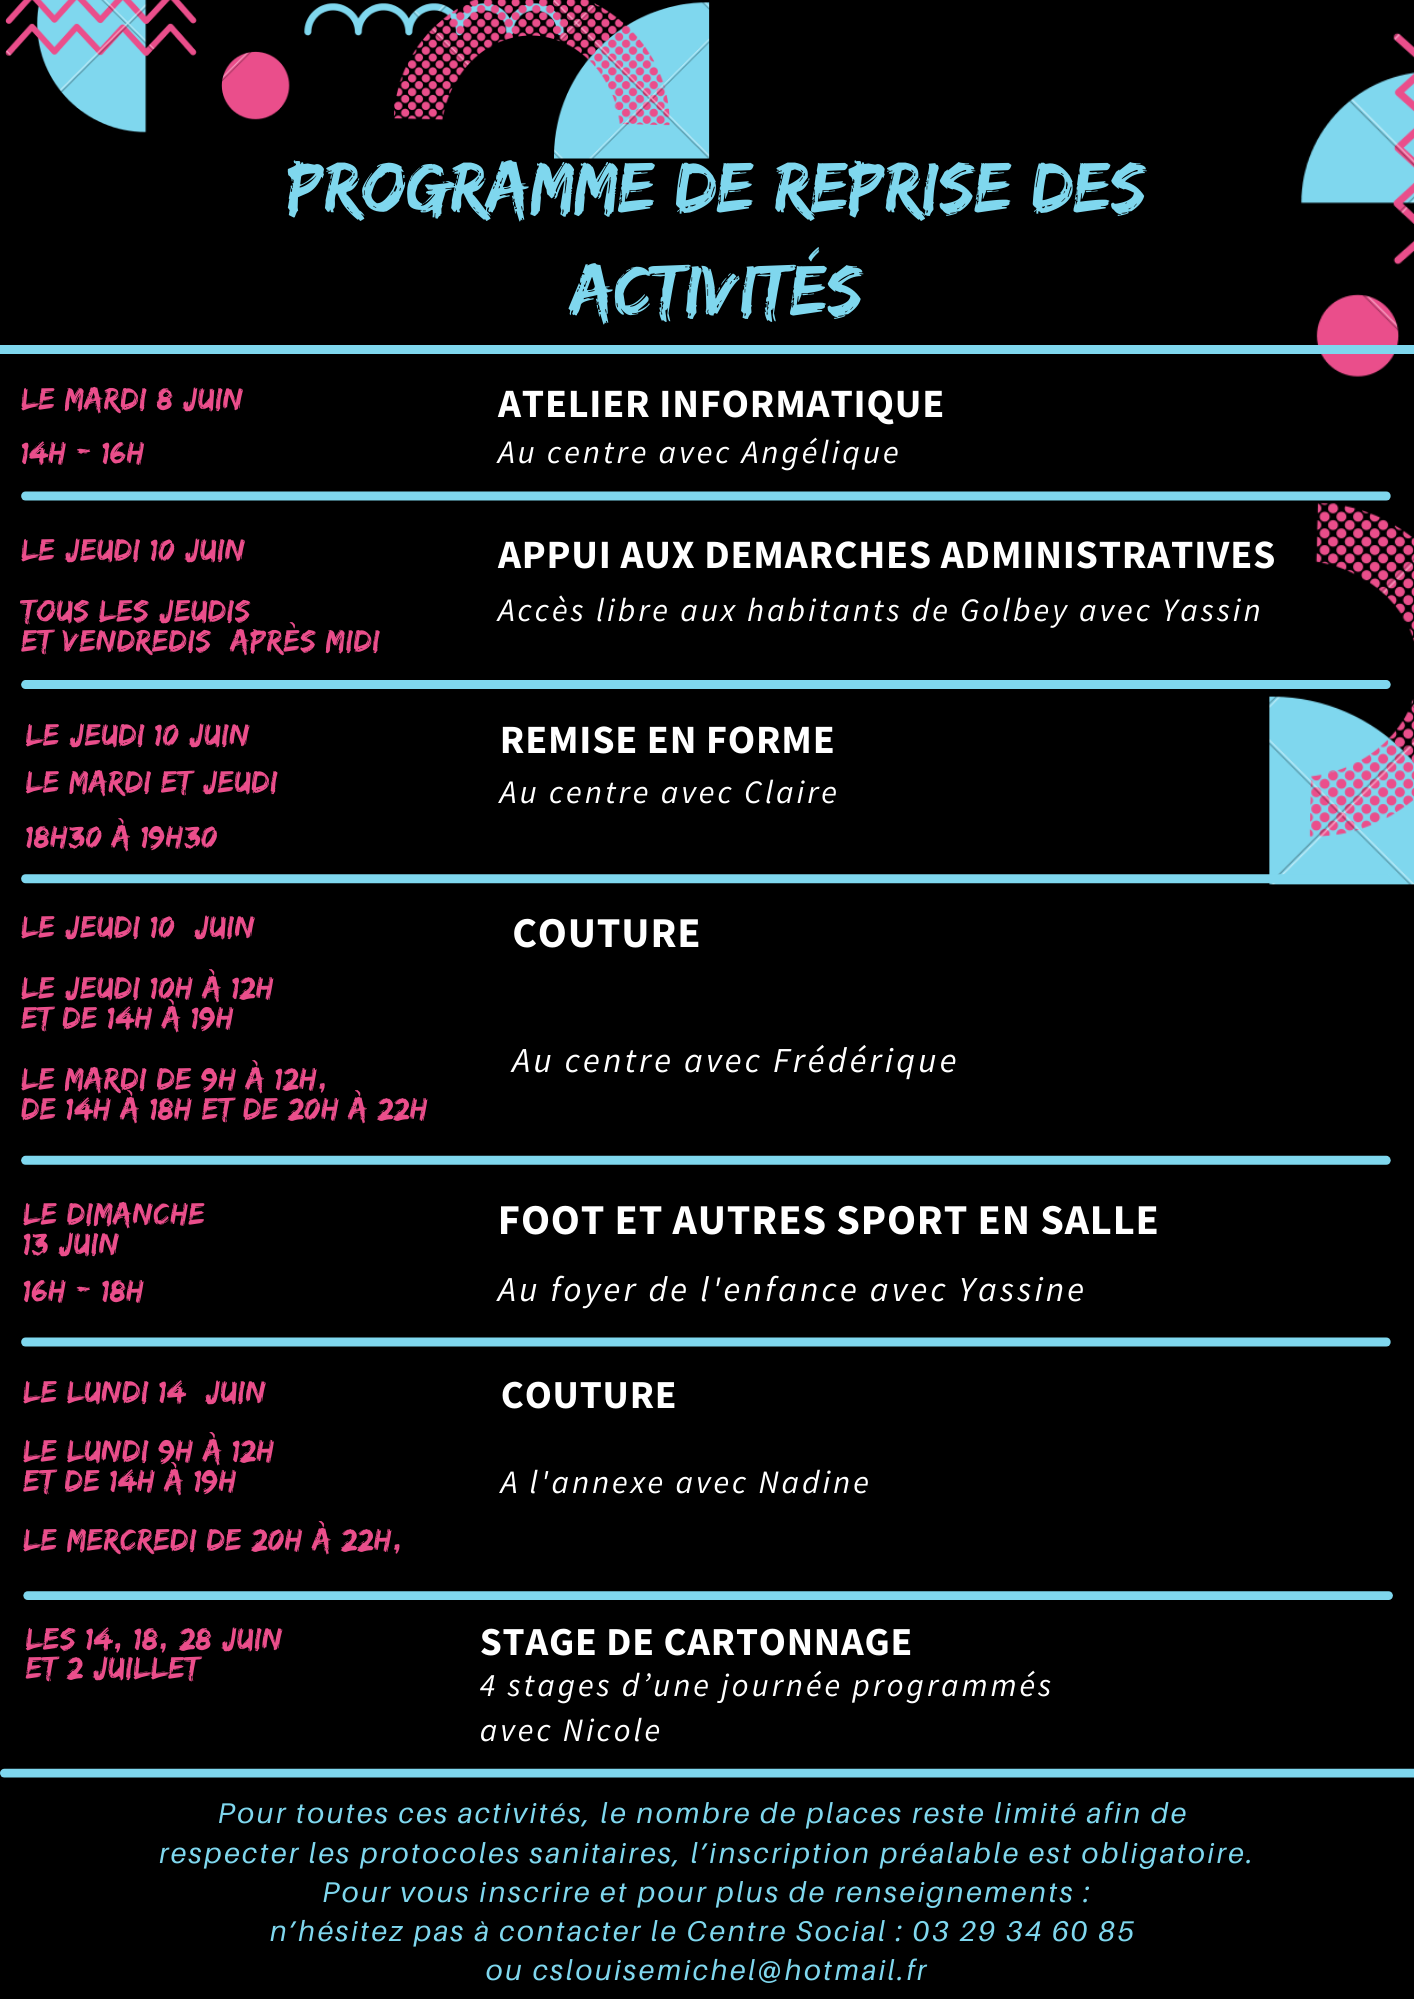 PROGRAMME DE REPRISE DES
ACTIVITÉS
LE MARDI 8 JUIN
14H - 16H
ATELIER INFORMATIQUE
Au centre avec Angélique
LE JEUDI 10 JUIN
TOUS LES JEUDIS
ET VENDREDIS APRÈS MIDI
APPUI AUX DEMARCHES ADMINISTRATIVES
Accès libre aux habitants de Golbey avec Yassin
LE JEUDI 10 JUIN
LE MARDI ET JEUDI
18H30 À 19H30
REMISE EN FORME
Au centre avec Claire
LE JEUDI 10 JUIN
LE JEUDI 10H À 12H
ET DE 14H À 19H
LE MARDI DE 9H À 12H,
DE 14H À 18H ET DE 20H À 22H
COUTURE
Au centre avec Frédérique
LE DIMANCHE
13 JUIN
16H - 18H
FOOT ET AUTRES SPORT EN SALLE
Au foyer de l'enfance avec Yassine
LE LUNDI 14 JUIN
LE LUNDI 9H À 12H
ET DE 14H À 19H
LE MERCREDI DE 20H À 22H,
COUTURE
A l'annexe avec Nadine
LES 14, 18, 28 JUIN
ET 2 JUILLET
STAGE DE CARTONNAGE
4 stages d’une journée programmés
avec Nicole
Pour toutes ces activités, le nombre de places reste limité afin de
respecter les protocoles sanitaires, l’inscription préalable est obligatoire.
Pour vous inscrire et pour plus de renseignements :
n’hésitez pas à contacter le Centre Social : 03 29 34 60 85
ou cslouisemichel@hotmail.fr